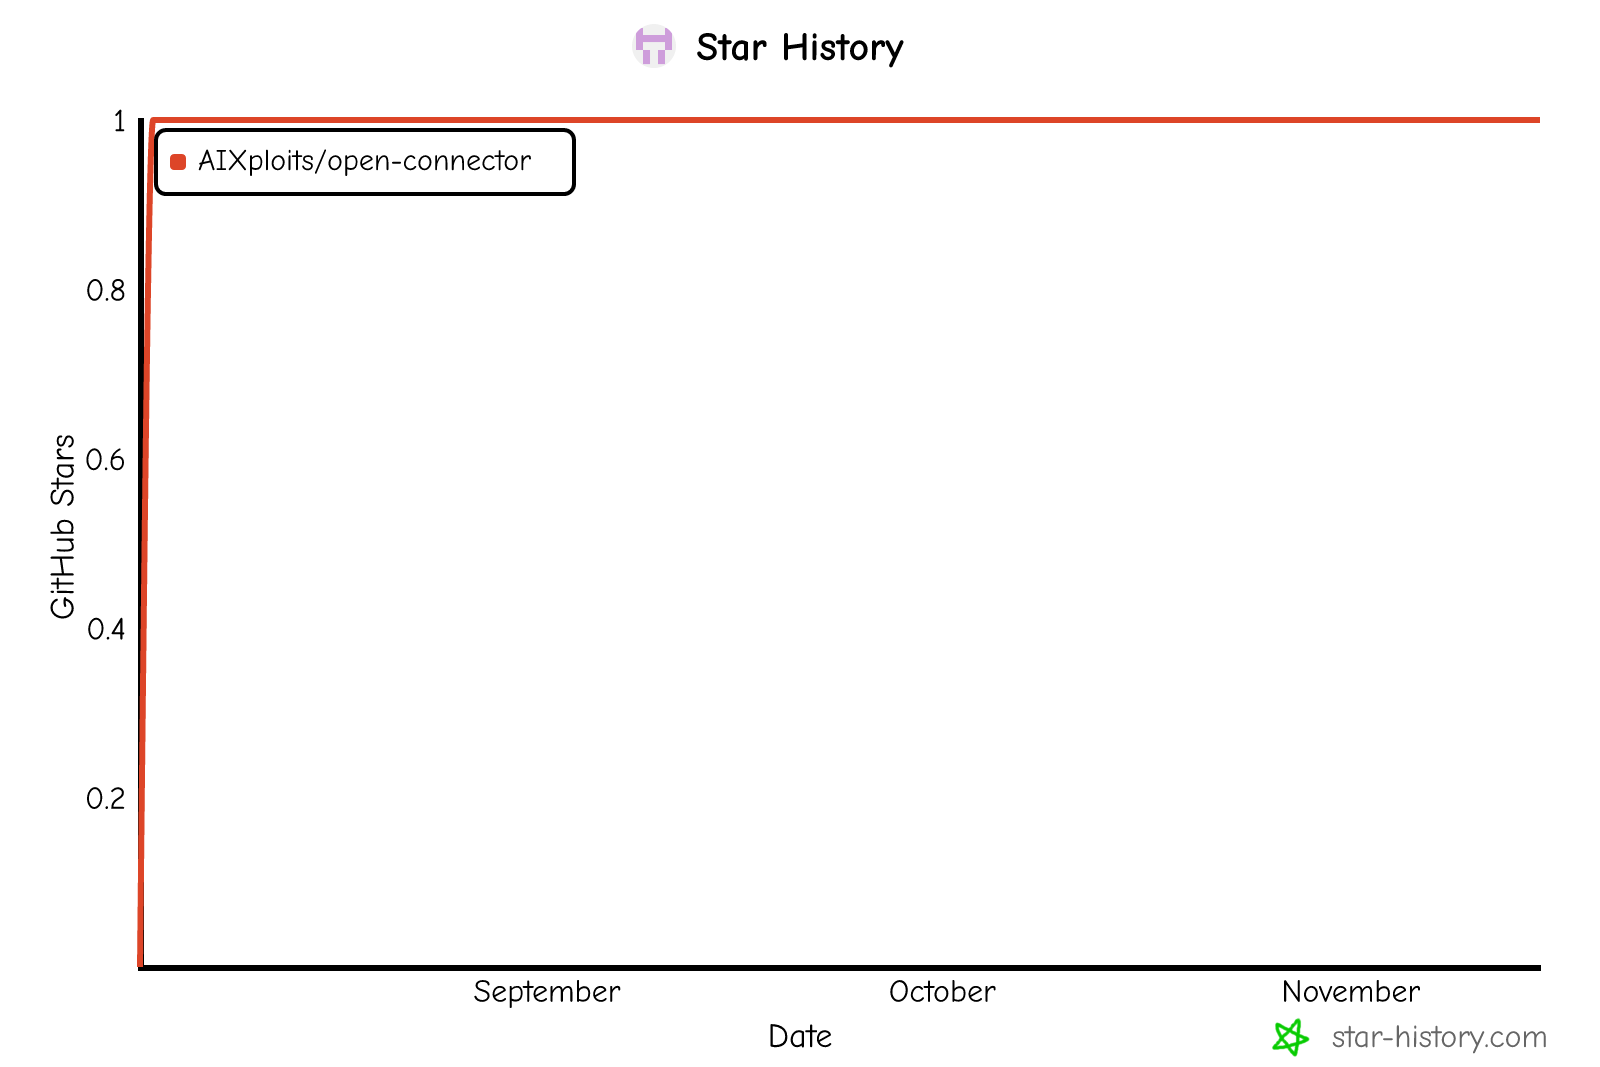 Star History
1
AIXploits/open-connector
0.8
0.6
0.4
0.2
GitHub Stars
September
October
November
Date
star-history.com